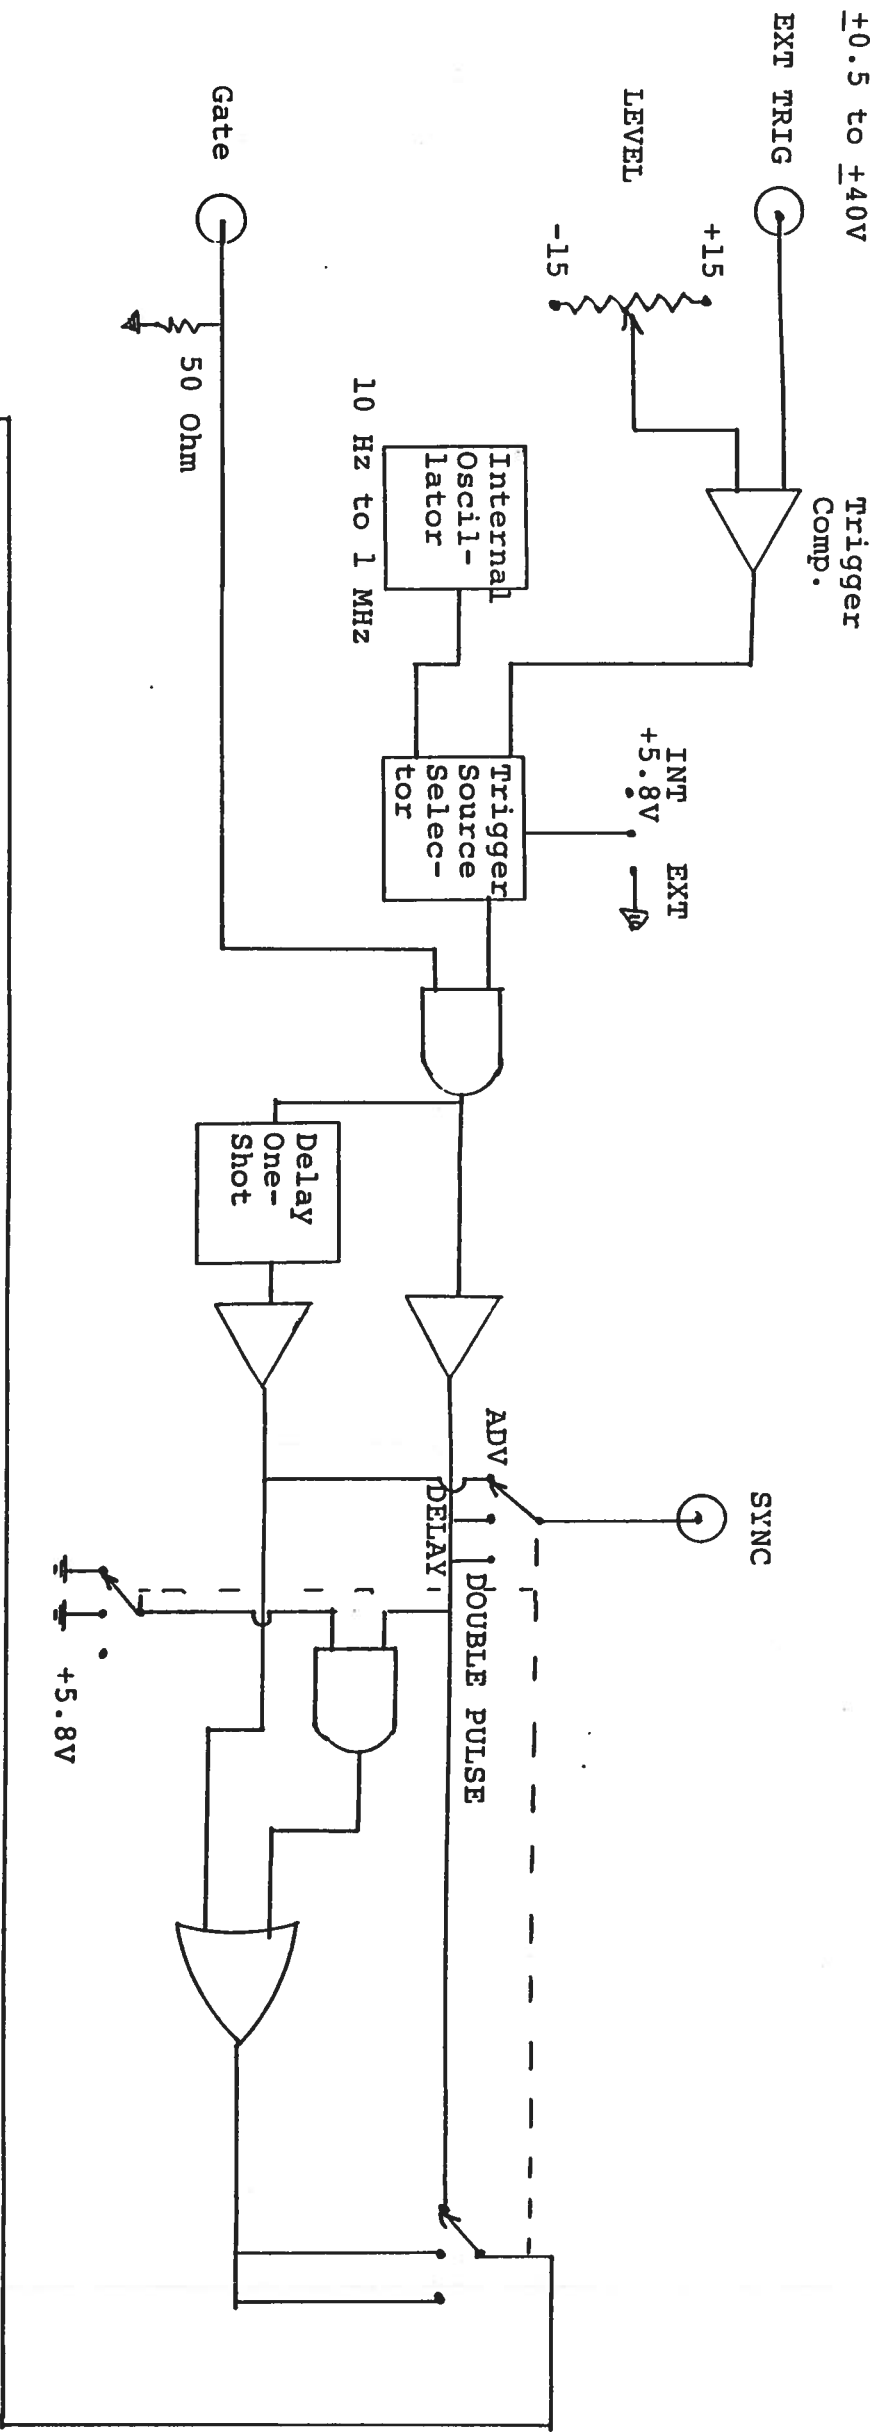 ±0.5 to ±40V
EXT TRIG
LEVEL
+15
-15
Gate
50 Ohm
Trigger
Comp.
Internal
Oscil-
lator
10 Hz to 1 MHz
INT
+5.8V
EXT
Trigger
Source
Selec-
tor
Delay
One-
Shot
SYNC
ADV
DELAY
DOUBLE PULSE
+5.8V